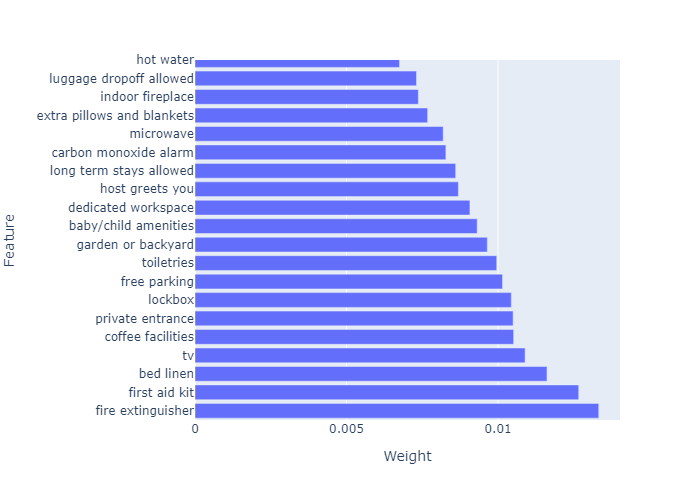 hot water
luggage dropoff allowed
indoor fireplace
extra pillows and blankets
microwave
carbon monoxide alarm
long term stays allowed
host greets you
dedicated workspace
baby/child amenities
garden or backyard
toiletries
free parking
lockbox
private entrance
coffee facilities
tv
bed linen
first aid kit
fire extinguisher
Feature
0 0.005 0.01
Weight